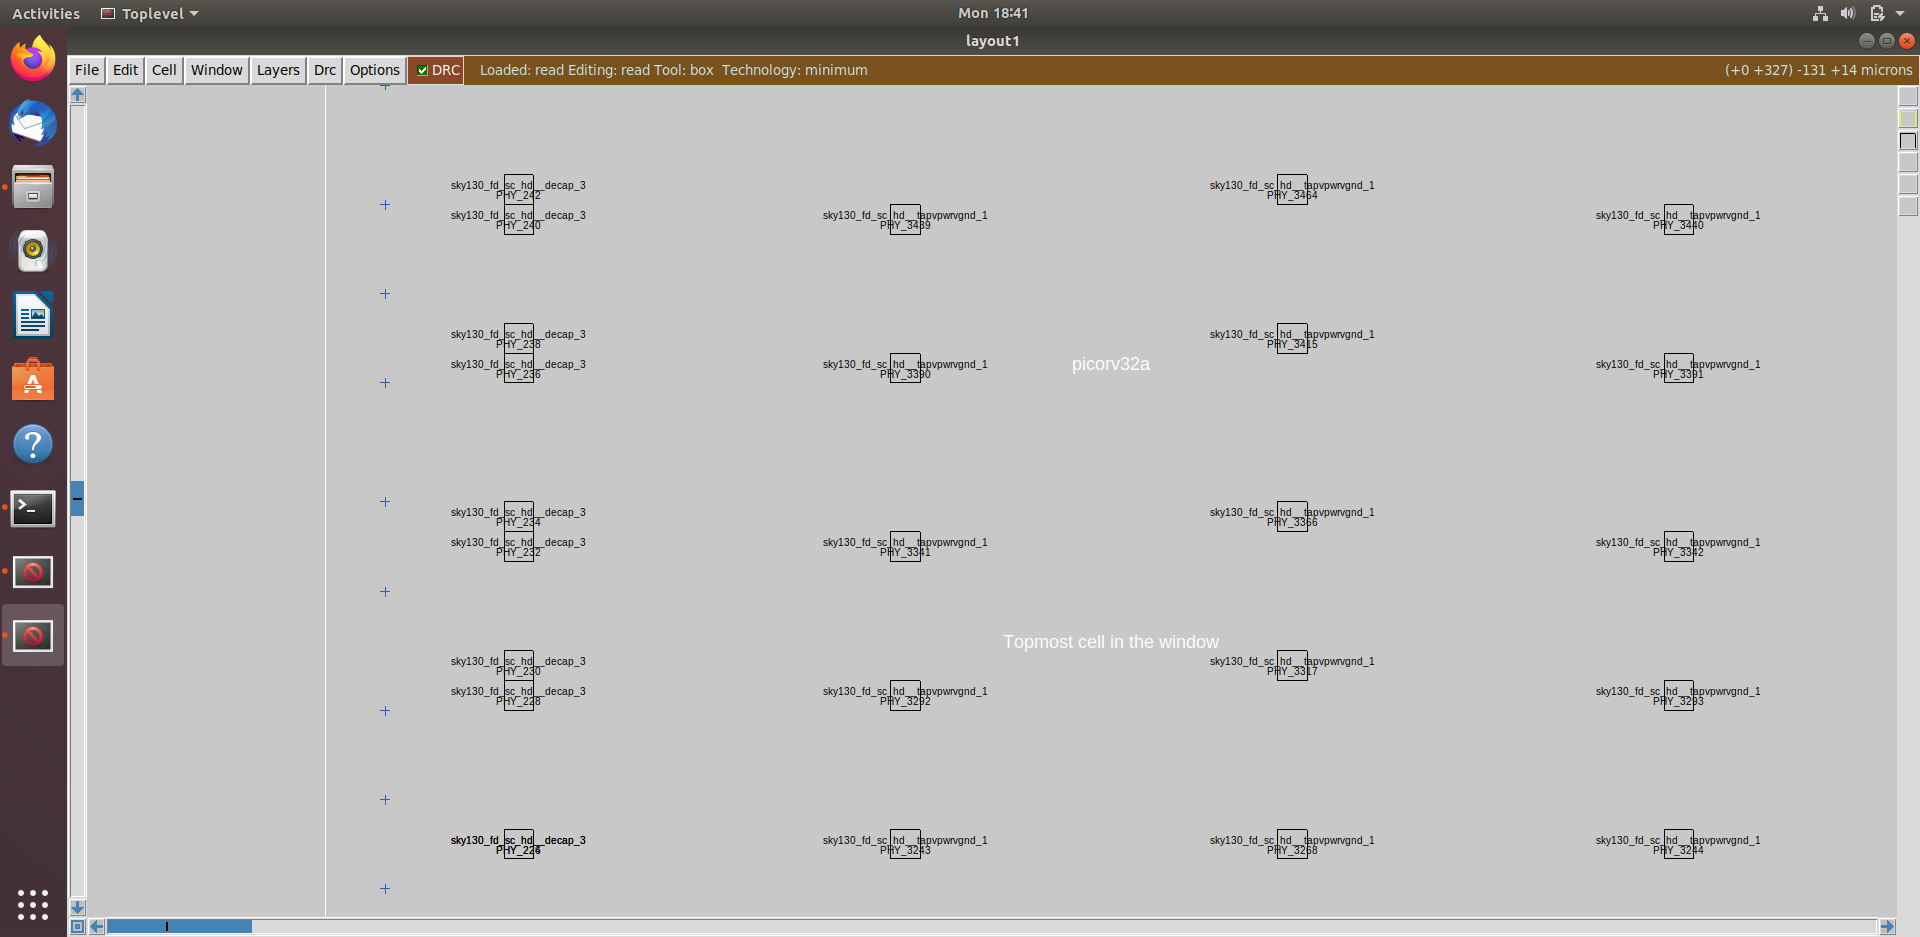 Activities
Toplevel
Mon 18:41
layout1
File Edit Cell Window Layers Drc Options DRC Loaded: read Editing: read Tool: box Technology: minimum (+0 +327) -131 +14 microns
sky130_fd_sc_hd__decap_3 sky130_fd_sc_hd__tapvpwrvgnd_1
PHY_242 PHY_3464
sky130_fd_sc_hd__decap_3 sky130_fd_sc_hd__tapvpwrvgnd_1 sky130_fd_sc_hd__tapvpwrvgnd_1
PHY_240 PHY_3439 PHY_3440
sky130_fd_sc_hd__decap_3 sky130_fd_sc_hd__tapvpwrvgnd_1
PHY_238 PHY_3415
sky130_fd_sc_hd__decap_3 sky130_fd_sc_hd__tapvpwrvgnd_1 picorv32a sky130_fd_sc_hd__tapvpwrvgnd_1
PHY_236 PHY_3390 PHY_3391
sky130_fd_sc_hd__decap_3 sky130_fd_sc_hd__tapvpwrvgnd_1
PHY_234 PHY_3366
sky130_fd_sc_hd__decap_3 sky130_fd_sc_hd__tapvpwrvgnd_1 sky130_fd_sc_hd__tapvpwrvgnd_1
PHY_232 PHY_3341 PHY_3342
Topmost cell in the window
sky130_fd_sc_hd__decap_3 sky130_fd_sc_hd__tapvpwrvgnd_1
PHY_230 PHY_3317
sky130_fd_sc_hd__decap_3 sky130_fd_sc_hd__tapvpwrvgnd_1 sky130_fd_sc_hd__tapvpwrvgnd_1
PHY_228 PHY_3292 PHY_3293
sky130_fd_sc_hd__decap_3 sky130_fd_sc_hd__tapvpwrvgnd_1 sky130_fd_sc_hd__tapvpwrvgnd_1 sky130_fd_sc_hd__tapvpwrvgnd_1
PHY_3243 PHY_3268 PHY_3244